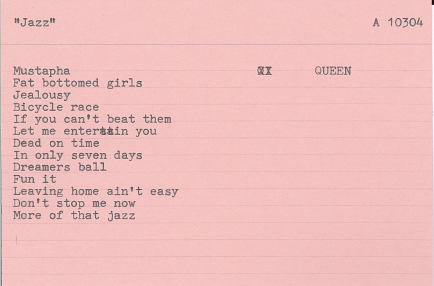 "Jazz" A 10304
Mustapha QUEEN
Fat bottomed girls
Jealousy
Bicycle race
If you can't beat them
Let me entertain you
Dead on time
In only seven days
Dreamers ball
Fun it
Leaving home ain't easy
Don't stop me now
More of that jazz